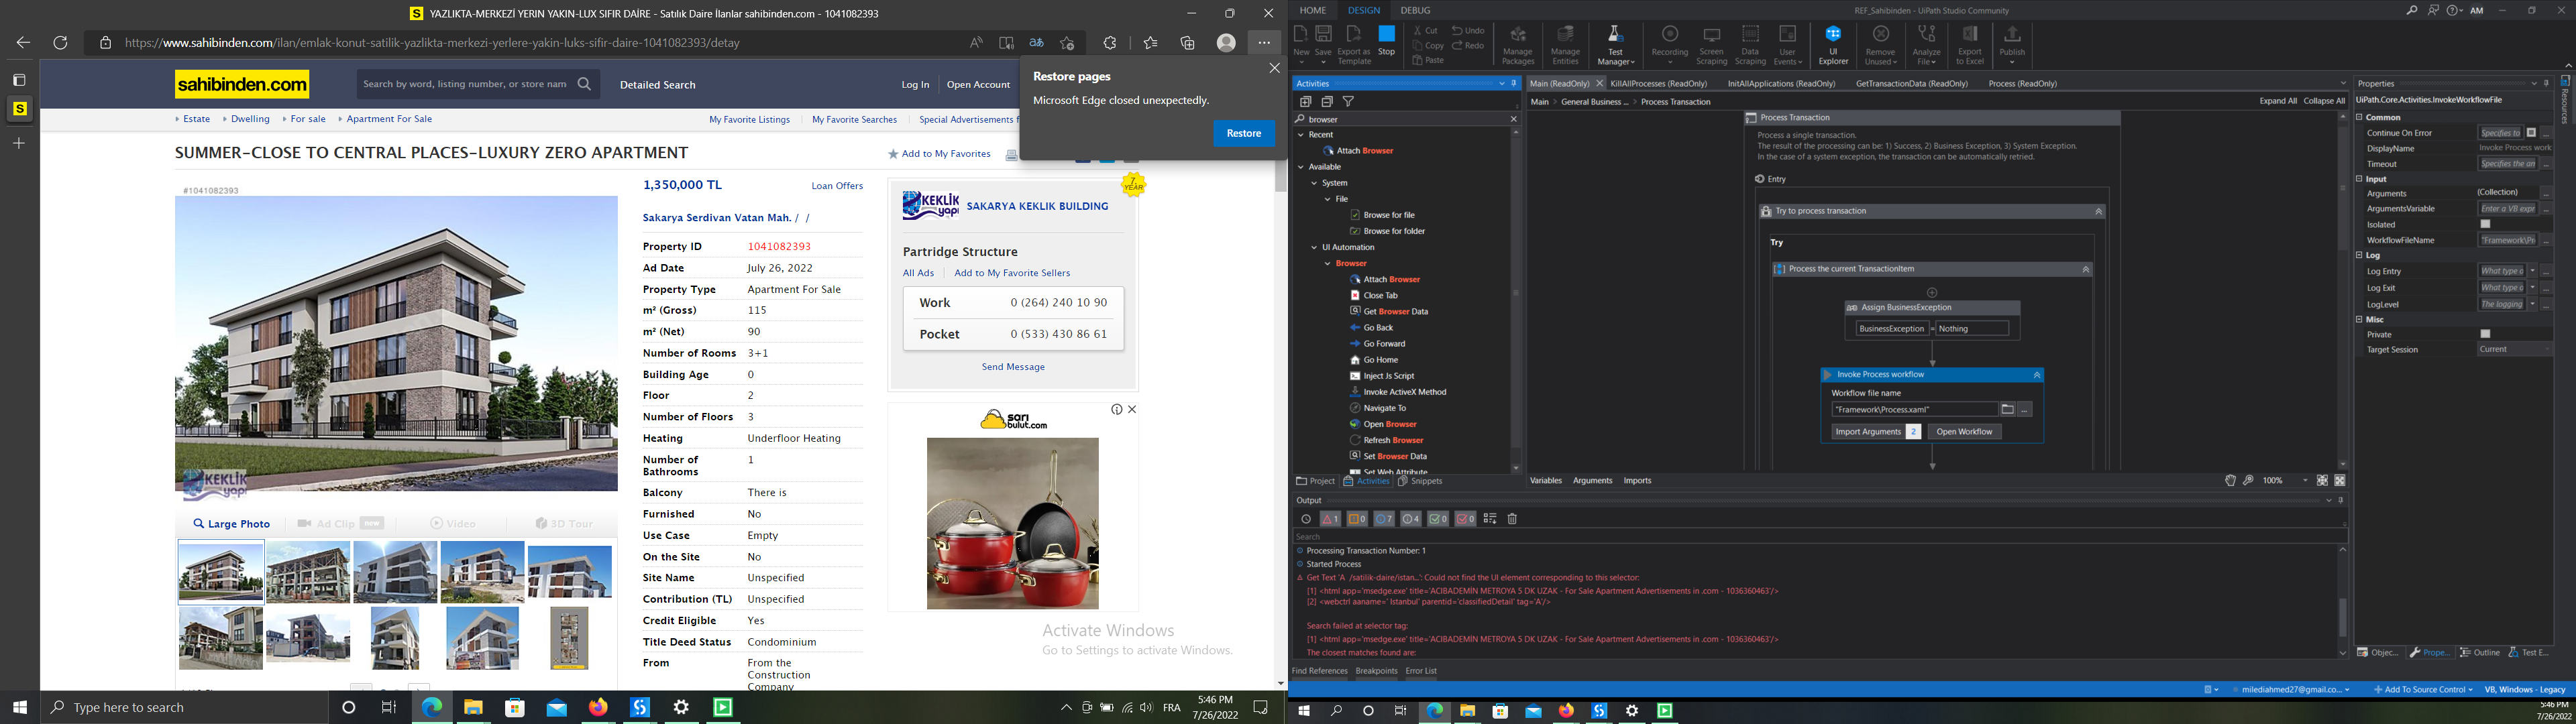 YAZLIKTA-MERKEZİ YERIN YAKIN-LUX SIFIR DAİRE - Satılık Daire İlanlar sahibinden.com - 1041082393
https://www.sahibinden.com/ilan/emlak-konut-satilik-yazlikta-merkezi-yerlere-yakin-luks-sifir-daire-1041082393/detay
Restore pages
Microsoft Edge closed unexpectedly.
Restore
sahibinden.com
Search by word, listing number, or store nam
Detailed Search
Log In
Open Account
Estate
Dwelling
For sale
Apartment For Sale
My Favorite Listings
My Favorite Searches
Special Advertisements f
SUMMER-CLOSE TO CENTRAL PLACES-LUXURY ZERO APARTMENT
Add to My Favorites
#1041082393
KEKLİK
yapı
Large Photo
Ad Clip new
Video
3D Tour
1,350,000 TL
Loan Offers
Sakarya Serdivan Vatan Mah. / /
Property ID 1041082393
Ad Date July 26, 2022
Property Type Apartment For Sale
m² (Gross) 115
m² (Net) 90
Number of Rooms 3+1
Building Age 0
Floor 2
Number of Floors 3
Heating Underfloor Heating
Number of Bathrooms 1
Balcony There is
Furnished No
Use Case Empty
On the Site No
Site Name Unspecified
Contribution (TL) Unspecified
Credit Eligible Yes
Title Deed Status Condominium
From From the Construction Company
7 YEAR
KEKLİK yapı
SAKARYA KEKLIK BUILDING
Partridge Structure
All Ads
Add to My Favorite Sellers
Work 0 (264) 240 10 90
Pocket 0 (533) 430 86 61
Send Message
sarı bulut.com
Activate Windows
Go to Settings to activate Windows.
Type here to search
FRA
5:46 PM
7/26/2022
HOME
DESIGN
DEBUG
REF_Sahibinden - UiPath Studio Community
AM
New
Save
Export as Template
Stop
Cut
Copy
Paste
Undo
Redo
Manage Packages
Manage Entities
Test Manager
Recording
Screen Scraping
Data Scraping
User Events
UI Explorer
Remove Unused
Analyze File
Export to Excel
Publish
Activities
browser
Recent
Attach Browser
Available
System
File
Browse for file
Browse for folder
UI Automation
Browser
Attach Browser
Close Tab
Get Browser Data
Go Back
Go Forward
Go Home
Inject Js Script
Invoke ActiveX Method
Navigate To
Open Browser
Refresh Browser
Set Browser Data
Set Web Attribute
Project
Activities
Snippets
Main (ReadOnly)
KillAllProcesses (ReadOnly)
InitAllApplications (ReadOnly)
GetTransactionData (ReadOnly)
Process (ReadOnly)
Main > General Business ... > Process Transaction
Expand All
Collapse All
Process Transaction
Process a single transaction.
The result of the processing can be: 1) Success, 2) Business Exception, 3) System Exception.
In the case of a system exception, the transaction can be automatically retried.
Entry
Try to process transaction
Try
Process the current TransactionItem
Assign BusinessException
BusinessException = Nothing
Invoke Process workflow
Workflow file name
"Framework\Process.xaml"
Import Arguments 2
Open Workflow
Variables
Arguments
Imports
100%
Properties
UiPath.Core.Activities.InvokeWorkflowFile
Common
Continue On Error Specifies to
DisplayName Invoke Process work
Timeout Specifies the am
Input
Arguments (Collection)
ArgumentsVariable Enter a VB expr
Isolated
WorkflowFileName "Framework\Pr
Log
Log Entry What type o
Log Exit What type o
LogLevel The logging
Misc
Private
Target Session Current
Resources
Objec...
Prope...
Outline
Test E...
Output
1
0
7
4
0
0
Search
Processing Transaction Number: 1
Started Process
Get Text 'A /satilik-daire/istan...': Could not find the UI element corresponding to this selector:
[1] <html app='msedge.exe' title='ACIBADEMİN METROYA 5 DK UZAK - For Sale Apartment Advertisements in .com - 1036360463'/>
[2] <webctrl aaname=' Istanbul' parentid='classifiedDetail' tag='A'/>
Search failed at selector tag:
[1] <html app='msedge.exe' title='ACIBADEMİN METROYA 5 DK UZAK - For Sale Apartment Advertisements in .com - 1036360463'/>
The closest matches found are:
Find References
Breakpoints
Error List
milediahmed27@gmail.co...
Add To Source Control
VB, Windows - Legacy
5:46 PM
7/26/2022